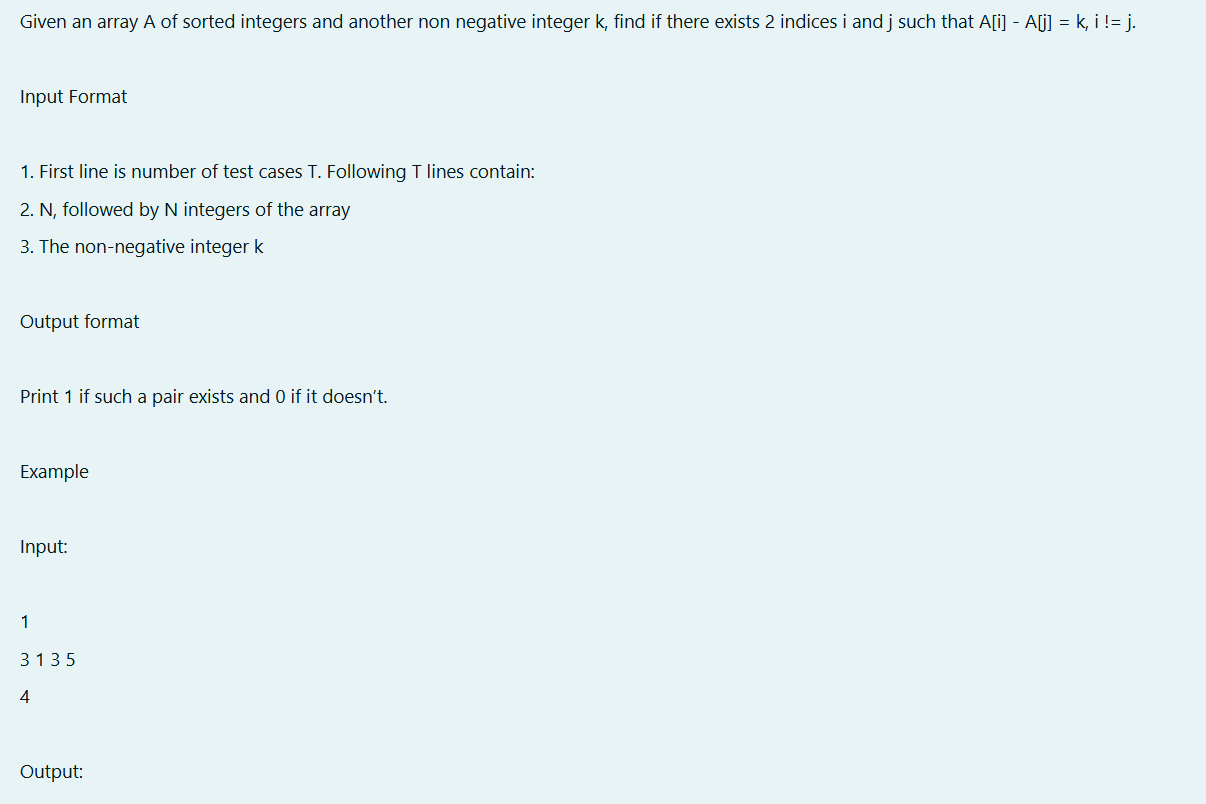 Given an array A of sorted integers and another non negative integer k, find if there exists 2 indices i and j such that A[i] - A[j] = k, i != j.
Input Format
1. First line is number of test cases T. Following T lines contain:
2. N, followed by N integers of the array
3. The non-negative integer k
Output format
Print 1 if such a pair exists and 0 if it doesn't.
Example
Input:
1
3 1 3 5
4
Output: